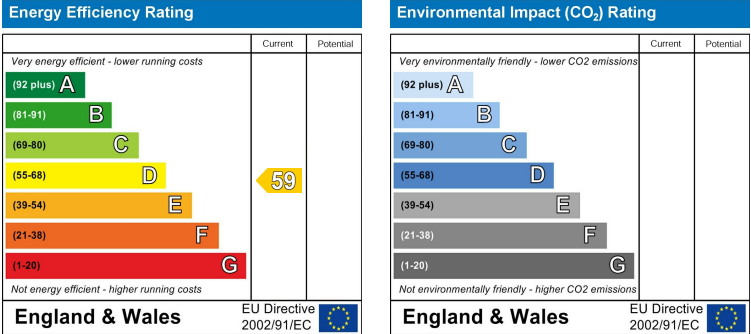 Energy Efficiency Rating
Current Potential
Very energy efficient - lower running costs
(92 plus) A
(81-91) B
(69-80) C
(55-68) D
59
(39-54) E
(21-38) F
(1-20) G
Not energy efficient - higher running costs
England & Wales
EU Directive
2002/91/EC
Environmental Impact (CO₂) Rating
Current Potential
Very environmentally friendly - lower CO2 emissions
(92 plus) A
(81-91) B
(69-80) C
(55-68) D
(39-54) E
(21-38) F
(1-20) G
Not environmentally friendly - higher CO2 emissions
England & Wales
EU Directive
2002/91/EC